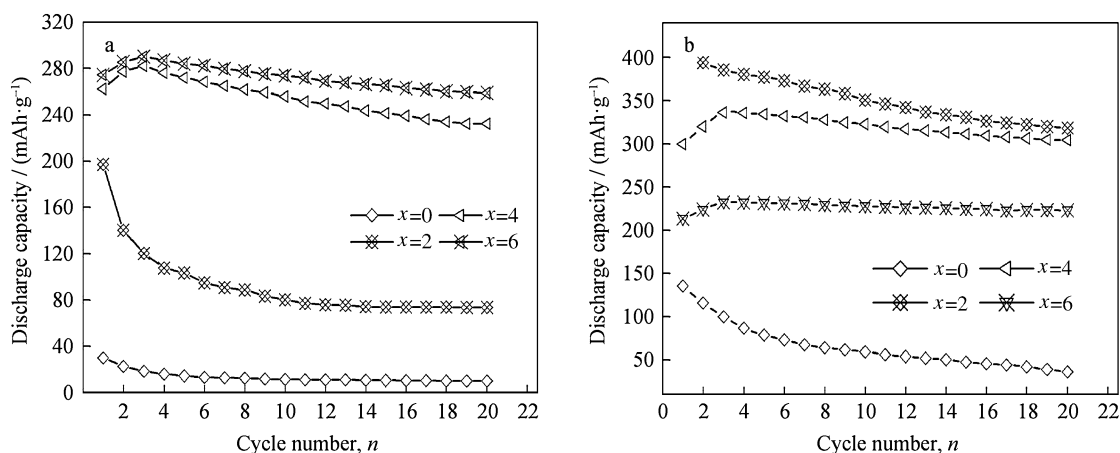 320
280
240
200
160
120
80
40
0
a
x=0 x=4
x=2 x=6
2 4 6 8 10 12 14 16 18 20 22
Cycle number, n
Discharge capacity / (mAh·g⁻¹)
400
350
300
250
200
150
100
50
b
x=0 x=4
x=2 x=6
0 2 4 6 8 10 12 14 16 18 20 22
Cycle number, n
Discharge capacity / (mAh·g⁻¹)